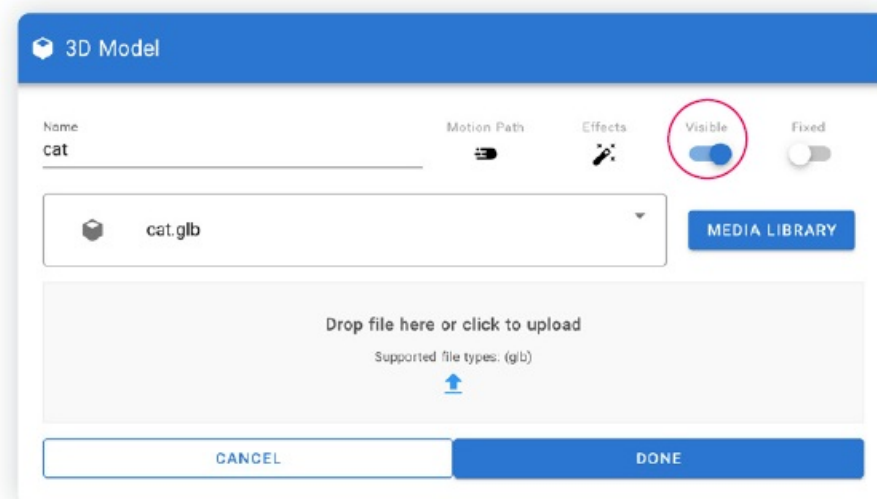 3D Model
Name
Motion Path
Effects
Visible
Fixed
cat
cat.glb
MEDIA LIBRARY
Drop file here or click to upload
Supported file types: (glb)
CANCEL
DONE